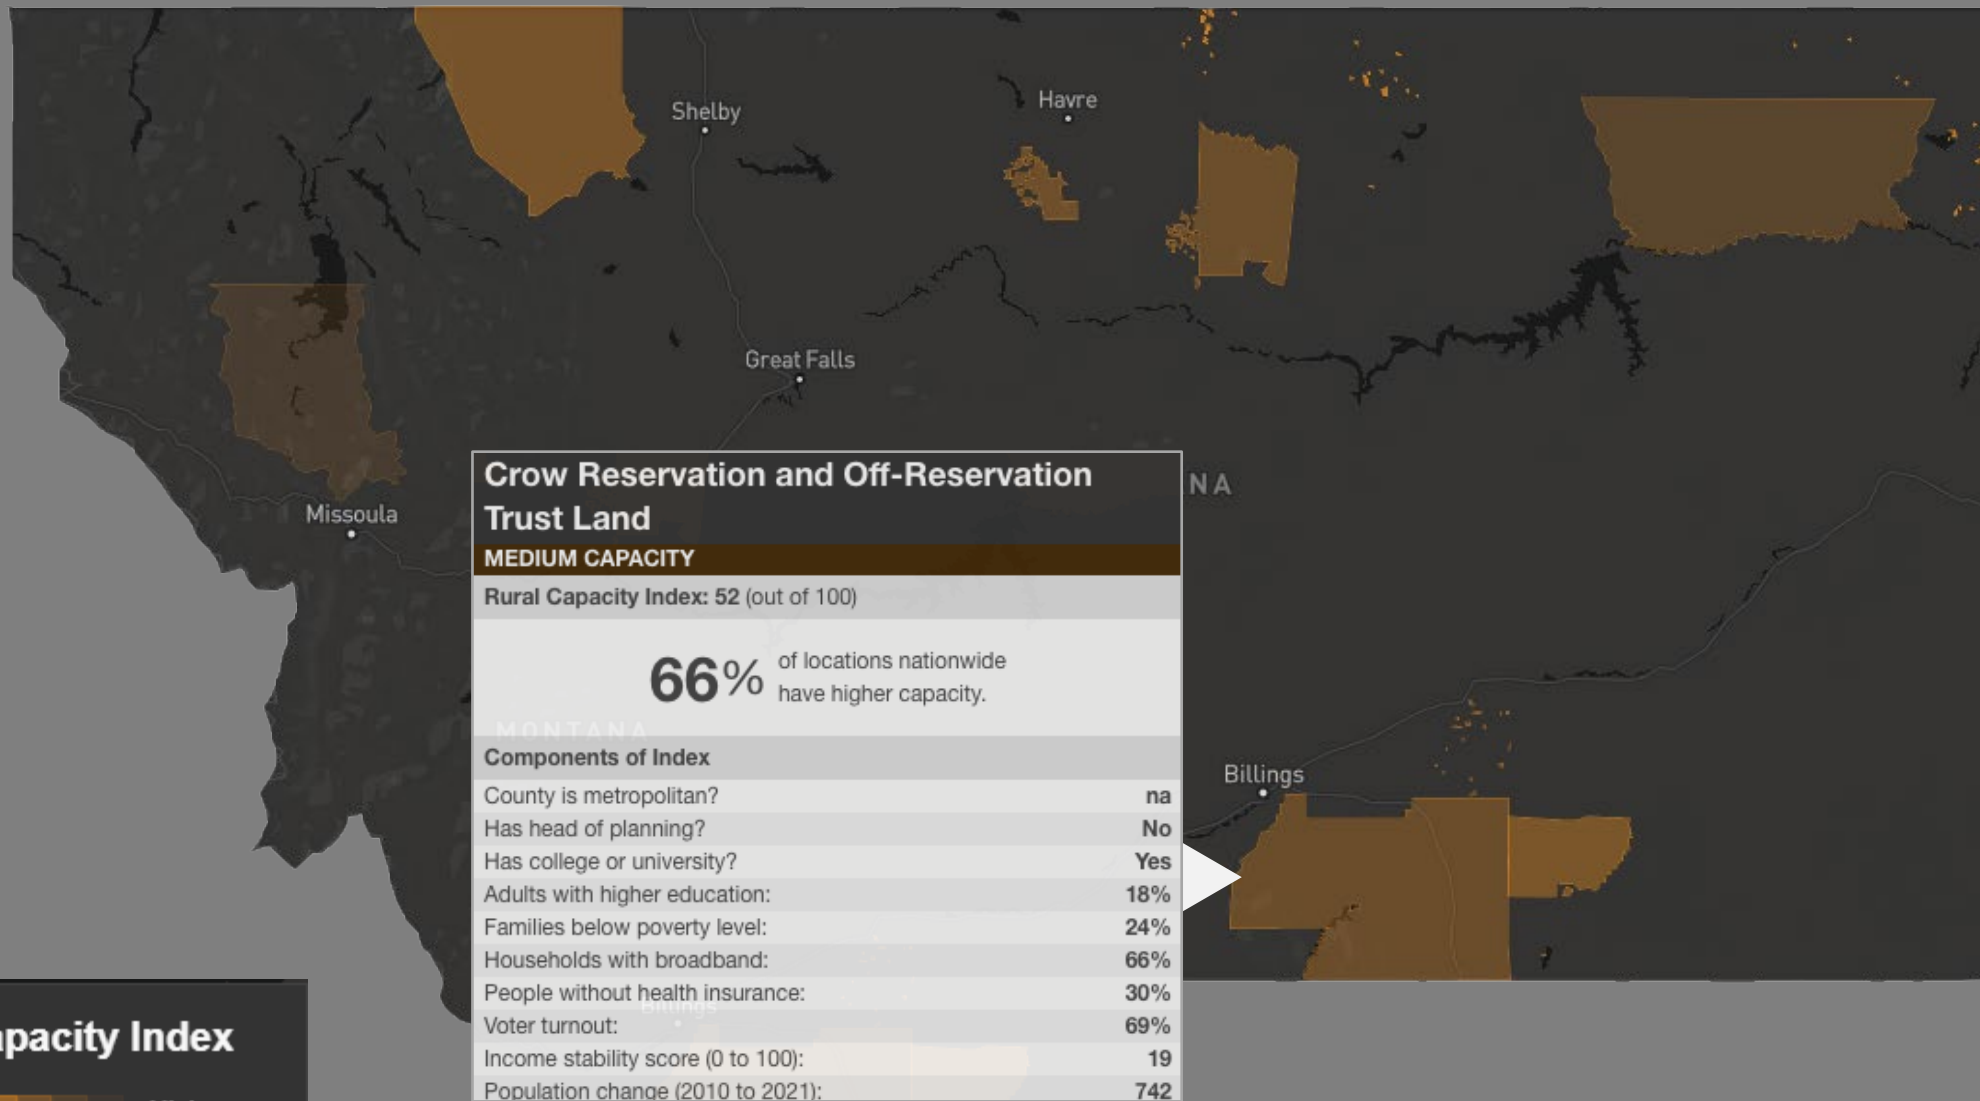 Shelby
Havre
Great Falls
Missoula
NA
Crow Reservation and Off-Reservation
Trust Land
MEDIUM CAPACITY
Rural Capacity Index: 52 (out of 100)
66% of locations nationwide
have higher capacity.
MONTANA
Components of Index
County is metropolitan? na
Has head of planning? No
Has college or university? Yes
Adults with higher education: 18%
Families below poverty level: 24%
Households with broadband: 66%
People without health insurance: 30%
Billings
Voter turnout: 69%
Income stability score (0 to 100): 19
Population change (2010 to 2021): 742
Billings
apacity Index